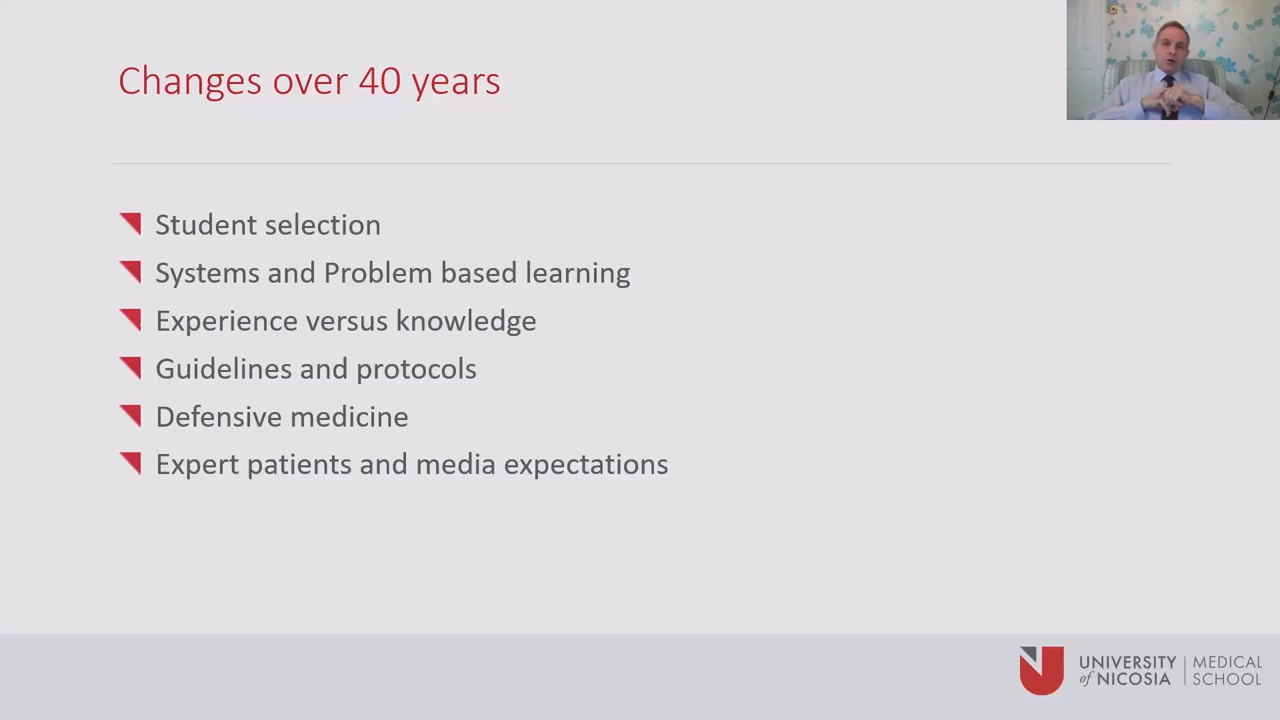 Changes over 40 years
Student selection
Systems and Problem based learning
Experience versus knowledge
Guidelines and protocols
Defensive medicine
Expert patients and media expectations
UNIVERSITY of NICOSIA
MEDICAL SCHOOL